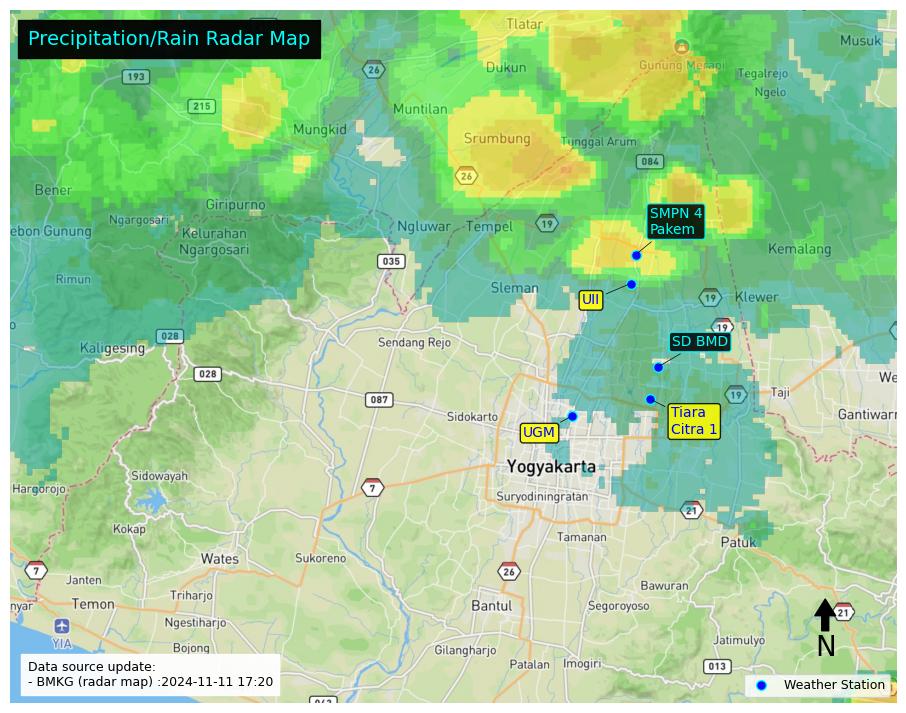 Precipitation/Rain Radar Map
Tlatar
Musuk
193
26
Dukun
Gunung Merapi
Tegalrejo
Ngelo
215
Muntilan
Mungkid
Srumbung
Tunggal Arum
084
26
Bener
Giripurno
SMPN 4
Pakem
Ngargosari
Ngluwar
Tempel
19
ebon Gunung
Kelurahan
Ngargosari
Kemalang
035
Rimun
Sleman
UII
19
Klewer
028
19
Kaligesing
Sendang Rejo
SD BMD
028
We
Taji
087
19
Sidokarto
Tiara
Citra 1
Gantiwarn
UGM
Yogyakarta
Sidowayah
Hargorejo
7
Suryodiningratan
21
Kokap
Tamanan
Patuk
Wates
Sukoreno
7
26
Janten
Bawuran
Triharjo
nyar
Temon
Bantul
Segoroyoso
21
Ngestiharjo
YIA
Jatimulyo
N
Bojong
Gilangharjo
Patalan
Imogiri
013
Data source update:
- BMKG (radar map) :2024-11-11 17:20
Weather Station